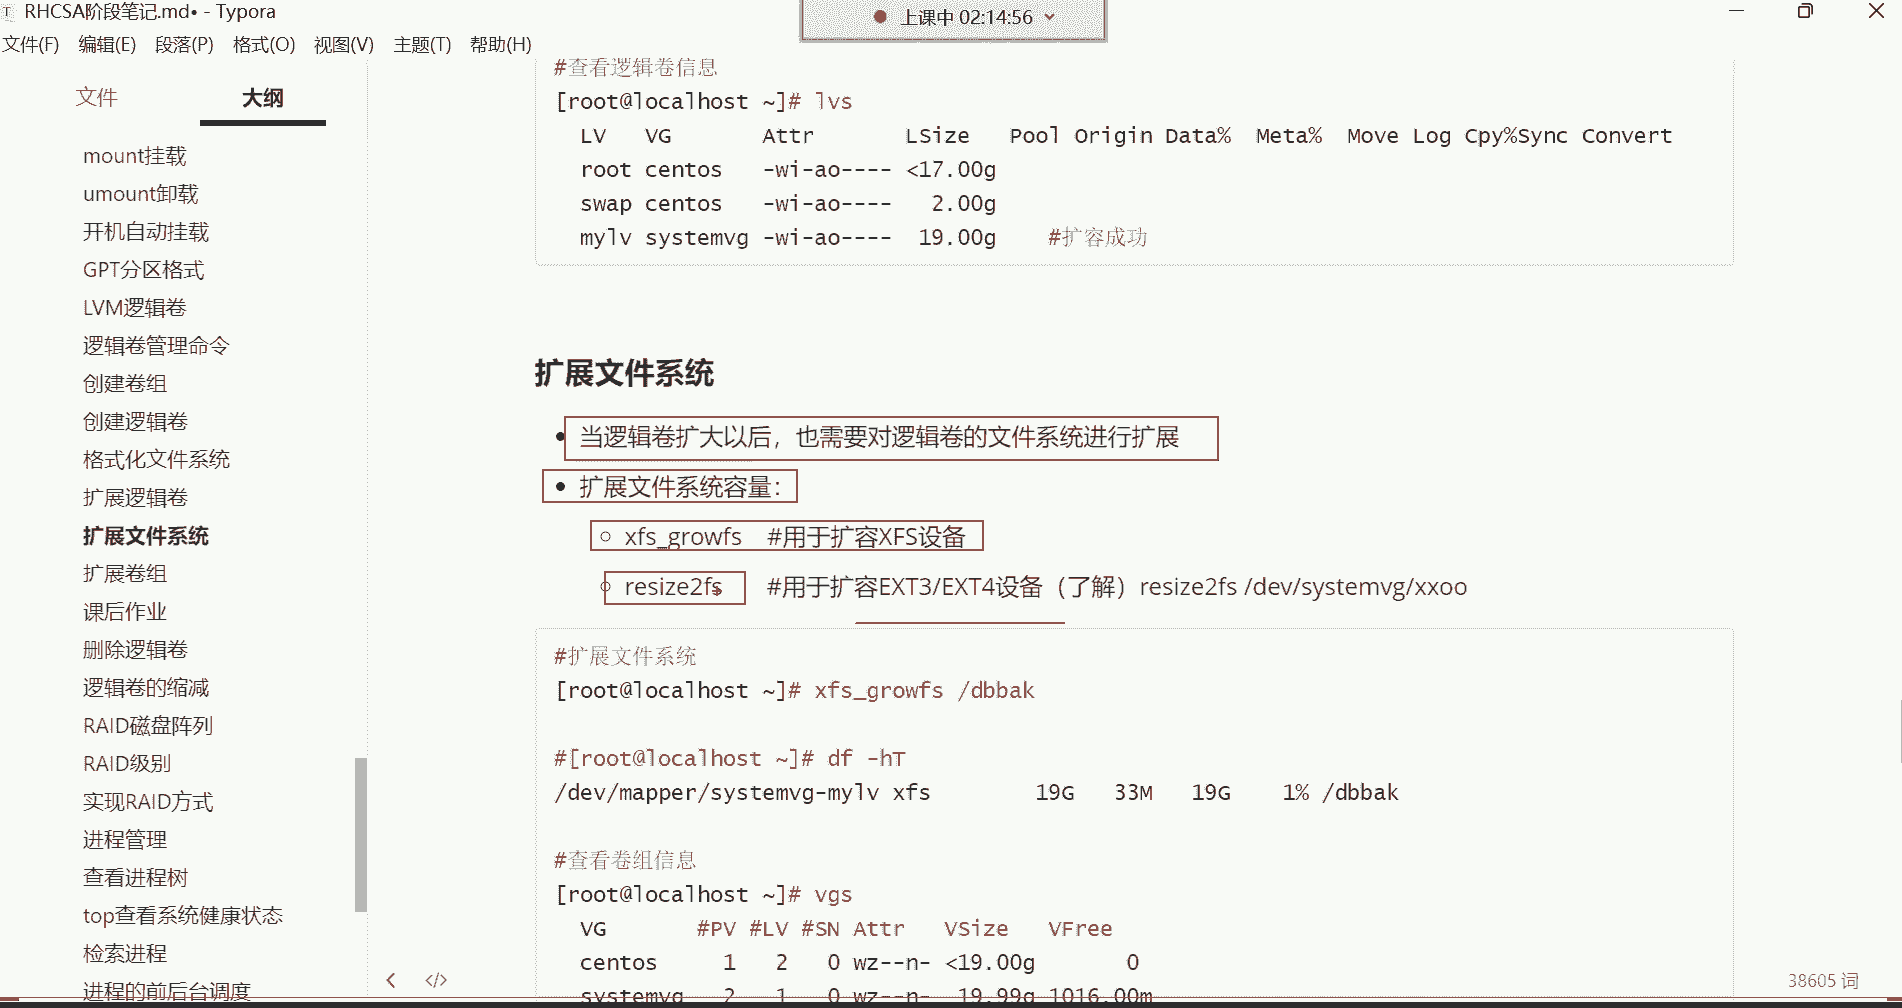 RHCSA阶段笔记.md• - Typora
上课中 02:14:56
文件(F) 编辑(E) 段落(P) 格式(O) 视图(V) 主题(T) 帮助(H)
文件 大纲
mount挂载
umount卸载
开机自动挂载
GPT分区格式
LVM逻辑卷
逻辑卷管理命令
创建卷组
创建逻辑卷
格式化文件系统
扩展逻辑卷
扩展文件系统
扩展卷组
课后作业
删除逻辑卷
逻辑卷的缩减
RAID磁盘阵列
RAID级别
实现RAID方式
进程管理
查看进程树
top查看系统健康状态
检索进程
进程的前后台调度
#查看逻辑卷信息
[root@localhost ~]# lvs
LV VG Attr LSize Pool Origin Data% Meta% Move Log Cpy%Sync Convert
root centos -wi-ao---- <17.00g
swap centos -wi-ao---- 2.00g
mylv systemvg -wi-ao---- 19.00g #扩容成功
扩展文件系统
• 当逻辑卷扩大以后，也需要对逻辑卷的文件系统进行扩展
• 扩展文件系统容量：
○ xfs_growfs #用于扩容XFS设备
○ resize2fs #用于扩容EXT3/EXT4设备（了解）resize2fs /dev/systemvg/xxoo
#扩展文件系统
[root@localhost ~]# xfs_growfs /dbbak
#[root@localhost ~]# df -hT
/dev/mapper/systemvg-mylv xfs 19G 33M 19G 1% /dbbak
#查看卷组信息
[root@localhost ~]# vgs
VG #PV #LV #SN Attr VSize VFree
centos 1 2 0 wz--n- <19.00g 0
systemvg 2 1 0 wz--n- 19.99g 1016.00m
38605 词